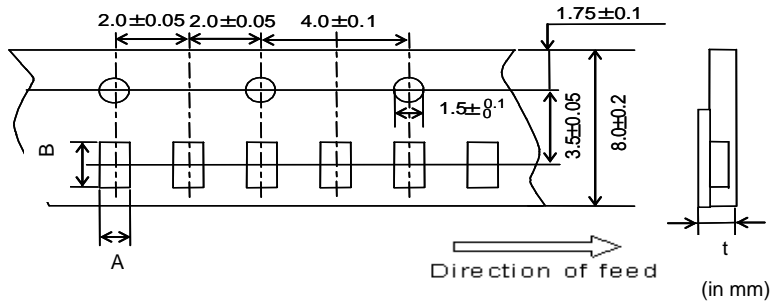 2.0±0.05 2.0±0.05 4.0±0.1 1.75±0.1
1.5±0.1 0
3.5±0.05
8.0±0.2
B
A
t
Direction of feed
(in mm)